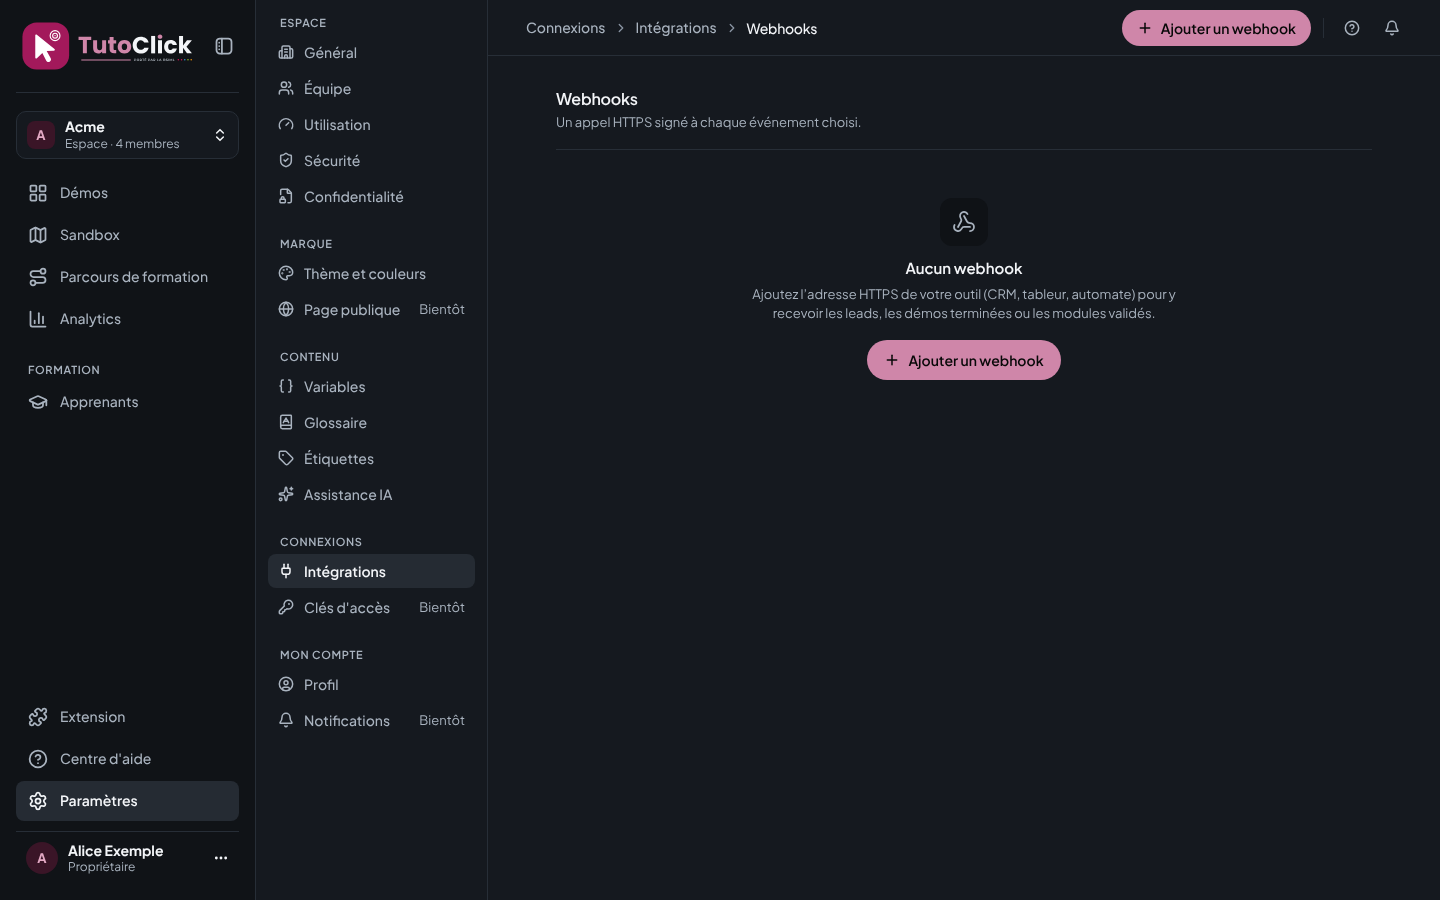 TutoClick
Acme
Espace · 4 membres
Démos
Sandbox
Parcours de formation
Analytics
FORMATION
Apprenants
Extension
Centre d'aide
Paramètres
Alice Exemple
Propriétaire
ESPACE
Général
Équipe
Utilisation
Sécurité
Confidentialité
MARQUE
Thème et couleurs
Page publique Bientôt
CONTENU
Variables
Glossaire
Étiquettes
Assistance IA
CONNEXIONS
Intégrations
Clés d'accès Bientôt
MON COMPTE
Profil
Notifications Bientôt
Connexions > Intégrations > Webhooks
Ajouter un webhook
Webhooks
Un appel HTTPS signé à chaque événement choisi.
Aucun webhook
Ajoutez l'adresse HTTPS de votre outil (CRM, tableur, automate) pour y
recevoir les leads, les démos terminées ou les modules validés.
Ajouter un webhook
A
A